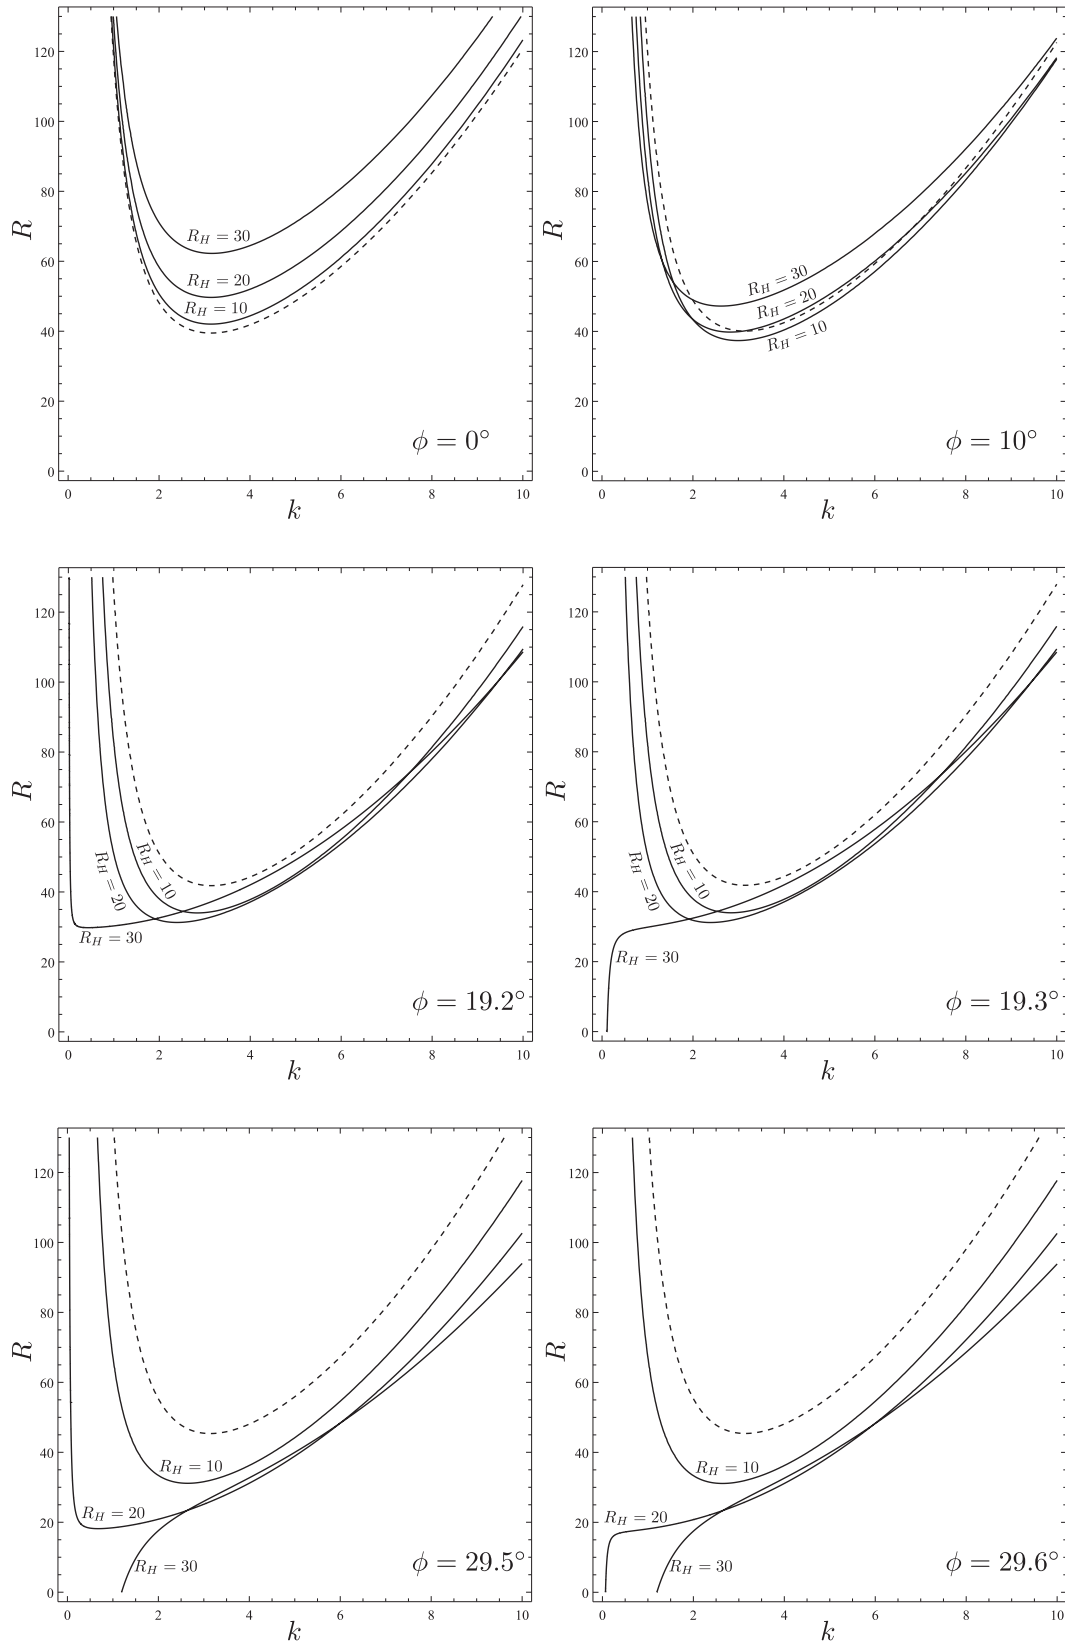 R
120
100
80
60
40
20
0
R_H = 30
R_H = 20
R_H = 10
ϕ = 0°
0 2 4 6 8 10
k
R
120
100
80
60
40
20
0
R_H = 30
R_H = 20
R_H = 10
ϕ = 10°
0 2 4 6 8 10
k
R
120
100
80
60
40
20
0
R_H = 10
R_H = 20
R_H = 30
ϕ = 19.2°
0 2 4 6 8 10
k
R
120
100
80
60
40
20
0
R_H = 10
R_H = 20
R_H = 30
ϕ = 19.3°
0 2 4 6 8 10
k
R
120
100
80
60
40
20
0
R_H = 10
R_H = 20
R_H = 30
ϕ = 29.5°
0 2 4 6 8 10
k
R
120
100
80
60
40
20
0
R_H = 10
R_H = 20
R_H = 30
ϕ = 29.6°
0 2 4 6 8 10
k